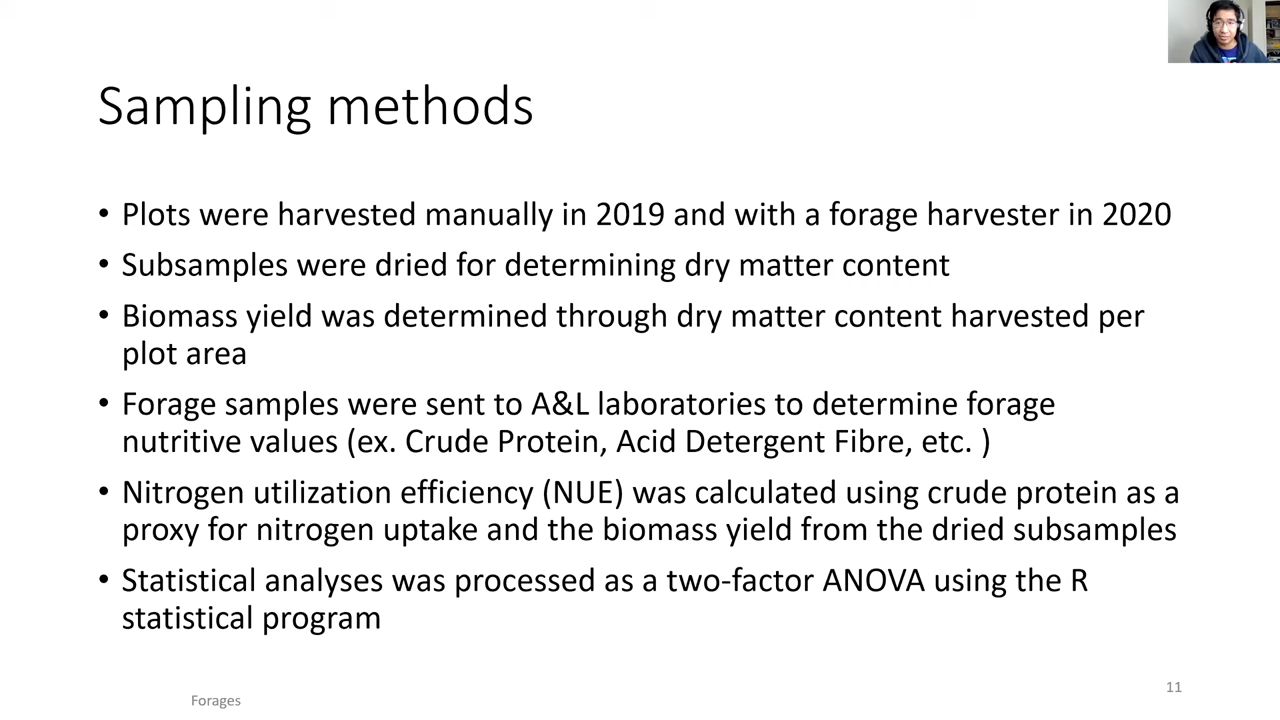 Sampling methods
• Plots were harvested manually in 2019 and with a forage harvester in 2020
• Subsamples were dried for determining dry matter content
• Biomass yield was determined through dry matter content harvested per
plot area
• Forage samples were sent to A&L laboratories to determine forage
nutritive values (ex. Crude Protein, Acid Detergent Fibre, etc. )
• Nitrogen utilization efficiency (NUE) was calculated using crude protein as a
proxy for nitrogen uptake and the biomass yield from the dried subsamples
• Statistical analyses was processed as a two-factor ANOVA using the R
statistical program
Forages
11